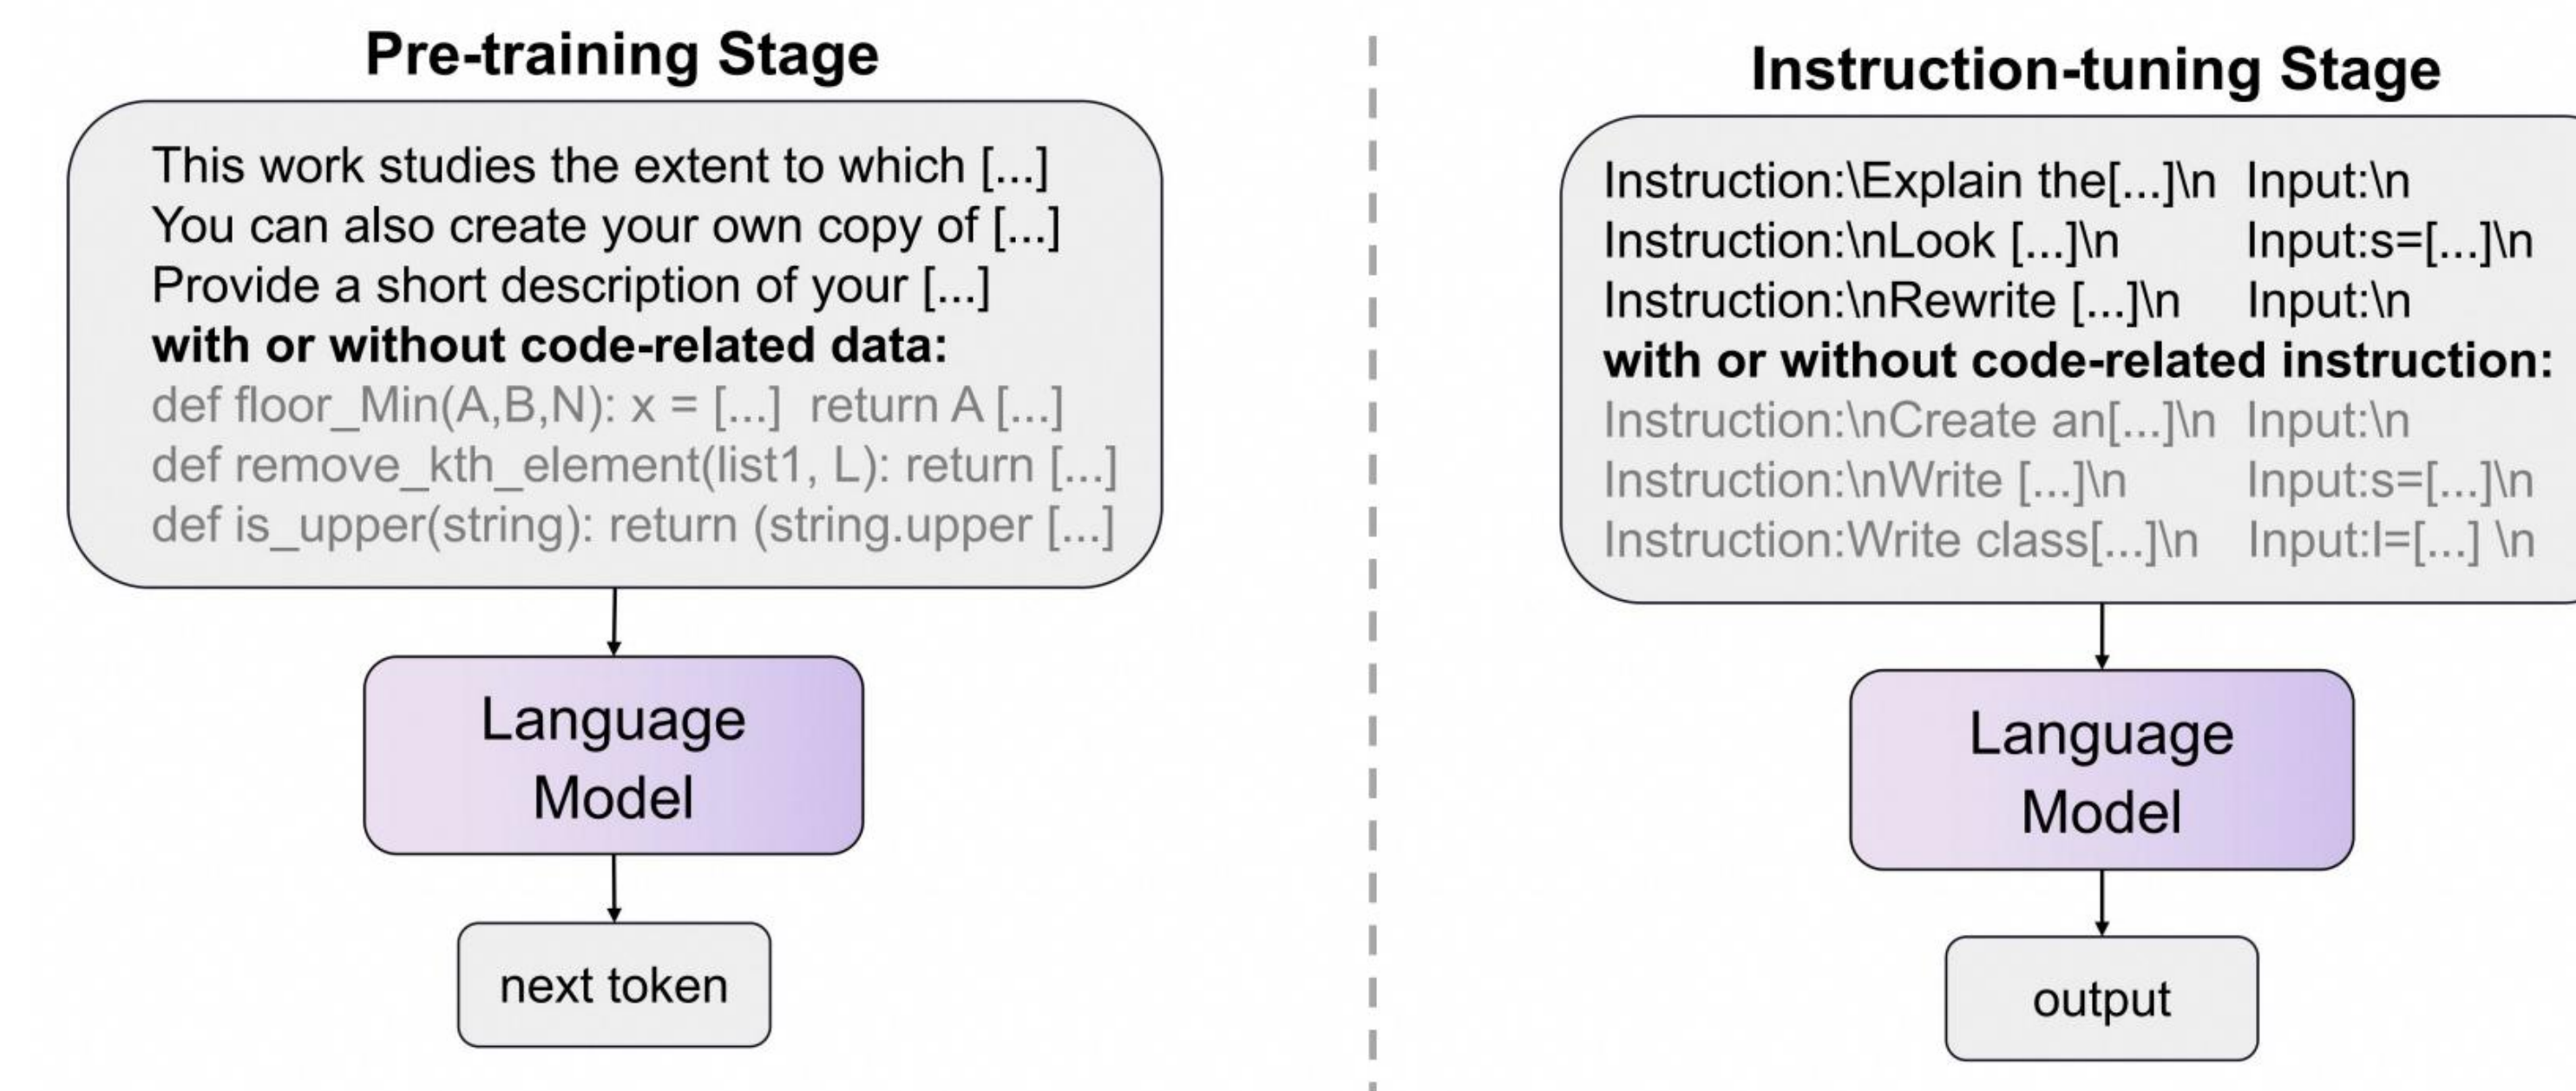 Pre-training Stage
This work studies the extent to which [...]
You can also create your own copy of [...]
Provide a short description of your [...]
with or without code-related data:
def floor_Min(A,B,N): x = [...]  return A [...]
def remove_kth_element(list1, L): return [...]
def is_upper(string): return (string.upper [...]
Language
Model
next token
Instruction-tuning Stage
Instruction:\Explain the[...]\n  Input:\n
Instruction:\nLook [...]\n  Input:s=[...]\n
Instruction:\nRewrite [...]\n  Input:\n
with or without code-related instruction:
Instruction:\nCreate an[...]\n  Input:\n
Instruction:\nWrite [...]\n  Input:s=[...]\n
Instruction:Write class[...]\n  Input:l=[...] \n
Language
Model
output